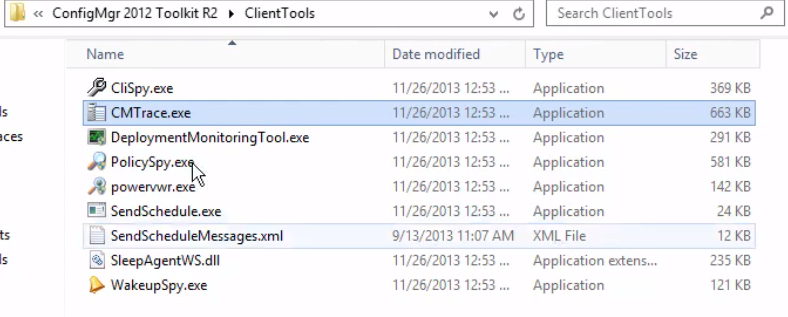 « ConfigMgr 2012 Toolkit R2 ClientTools Search ClientTools
Name Date modified Type Size
CliSpy.exe 11/26/2013 12:53 ... Application 369 KB
ls CMTrace.exe 11/26/2013 12:53 ... Application 663 KB
aces DeploymentMonitoringTool.exe 11/26/2013 12:53 ... Application 291 KB
PolicySpy.exe 11/26/2013 12:53 ... Application 581 KB
powervwr.exe 11/26/2013 12:53 ... Application 142 KB
SendSchedule.exe 11/26/2013 12:53 ... Application 24 KB
ts SendScheduleMessages.xml 9/13/2013 11:07 AM XML File 12 KB
ls SleepAgentWS.dll 11/26/2013 12:53 ... Application extens... 235 KB
WakeupSpy.exe 11/26/2013 12:53 ... Application 121 KB